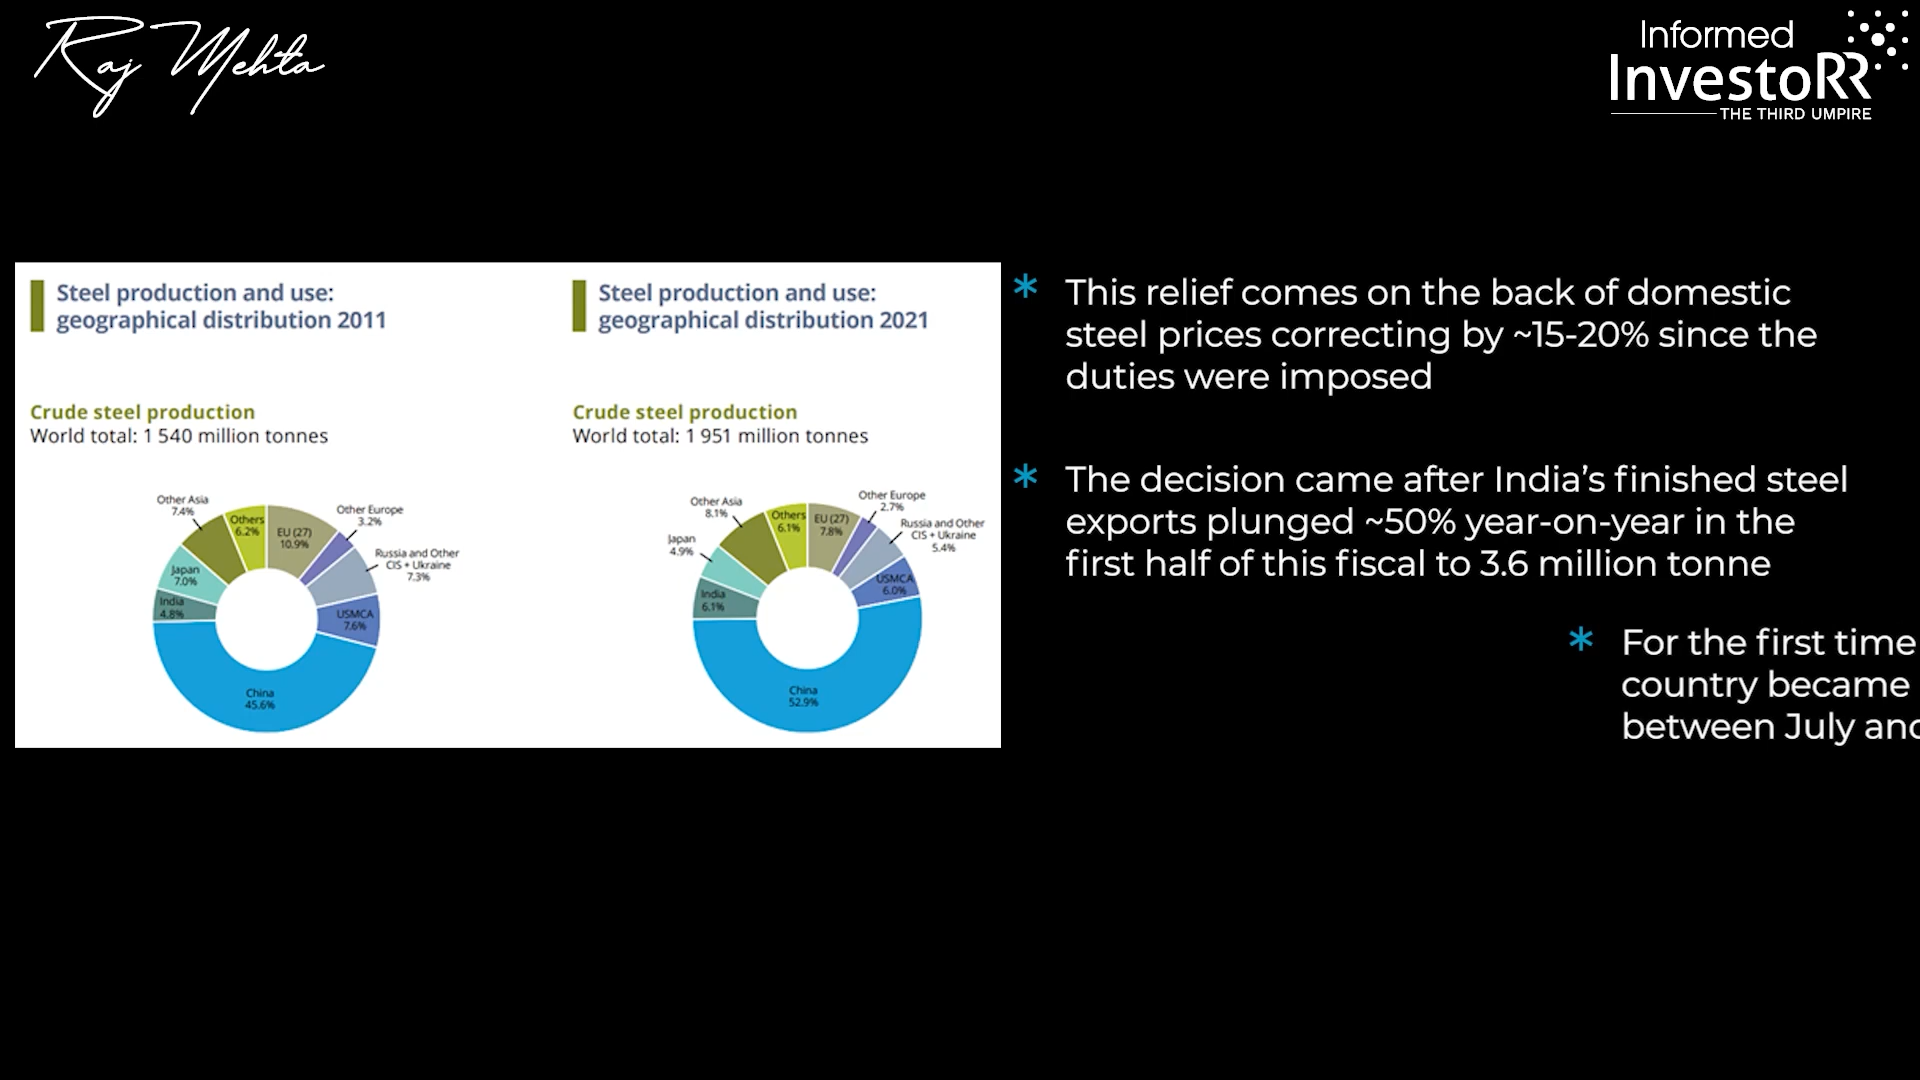 Raj Mehta
Informed
InvestoRR
THE THIRD UMPIRE
Steel production and use:
geographical distribution 2011
Crude steel production
World total: 1 540 million tonnes
Other Asia
7.4%
Others
6.2%
EU (27)
10.9%
Other Europe
3.2%
Russia and Other
CIS + Ukraine
7.3%
Japan
7.0%
India
4.8%
USMCA
7.6%
China
45.6%
Steel production and use:
geographical distribution 2021
Crude steel production
World total: 1 951 million tonnes
Other Asia
8.1%
Others
6.1%
EU (27)
7.8%
Other Europe
2.7%
Russia and Other
CIS + Ukraine
5.4%
Japan
4.9%
India
6.1%
USMCA
6.0%
China
52.9%
* This relief comes on the back of domestic
steel prices correcting by ~15-20% since the
duties were imposed
* The decision came after India’s finished steel
exports plunged ~50% year-on-year in the
first half of this fiscal to 3.6 million tonne
* For the first time
country became
between July and